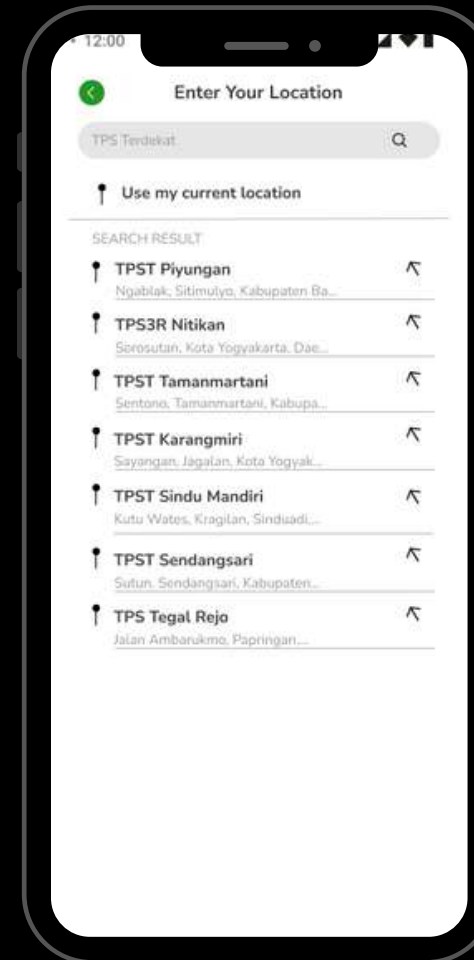 12:00
Enter Your Location
TPS Terdekat
Use my current location
SEARCH RESULT
TPST Piyungan
Ngablak, Sitimulyo, Kabupaten Ba...
TPS3R Nitikan
Sorosutan, Kota Yogyakarta, Dae...
TPST Tamanmartani
Sentono, Tamanmartani, Kabupa...
TPST Karangmiri
Sayangan, Jagalan, Kota Yogyak...
TPST Sindu Mandiri
Kutu Wates, Kragilan, Sinduadi,...
TPST Sendangsari
Sutun, Sendangsari, Kabupaten...
TPS Tegal Rejo
Jalan Ambarukmo, Papringan,...